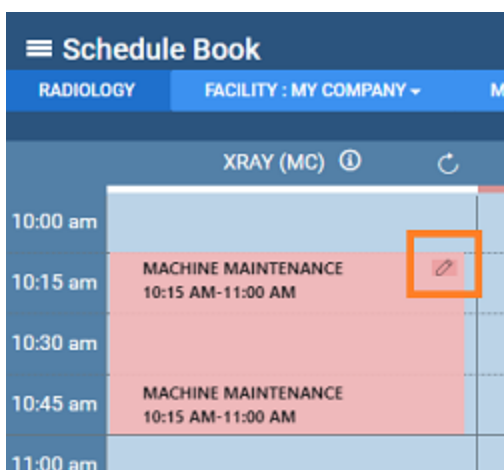 Schedule Book
RADIOLOGY
FACILITY : MY COMPANY
M
XRAY (MC)
10:00 am
10:15 am
MACHINE MAINTENANCE
10:15 AM-11:00 AM
10:30 am
10:45 am
MACHINE MAINTENANCE
10:15 AM-11:00 AM
11:00 am